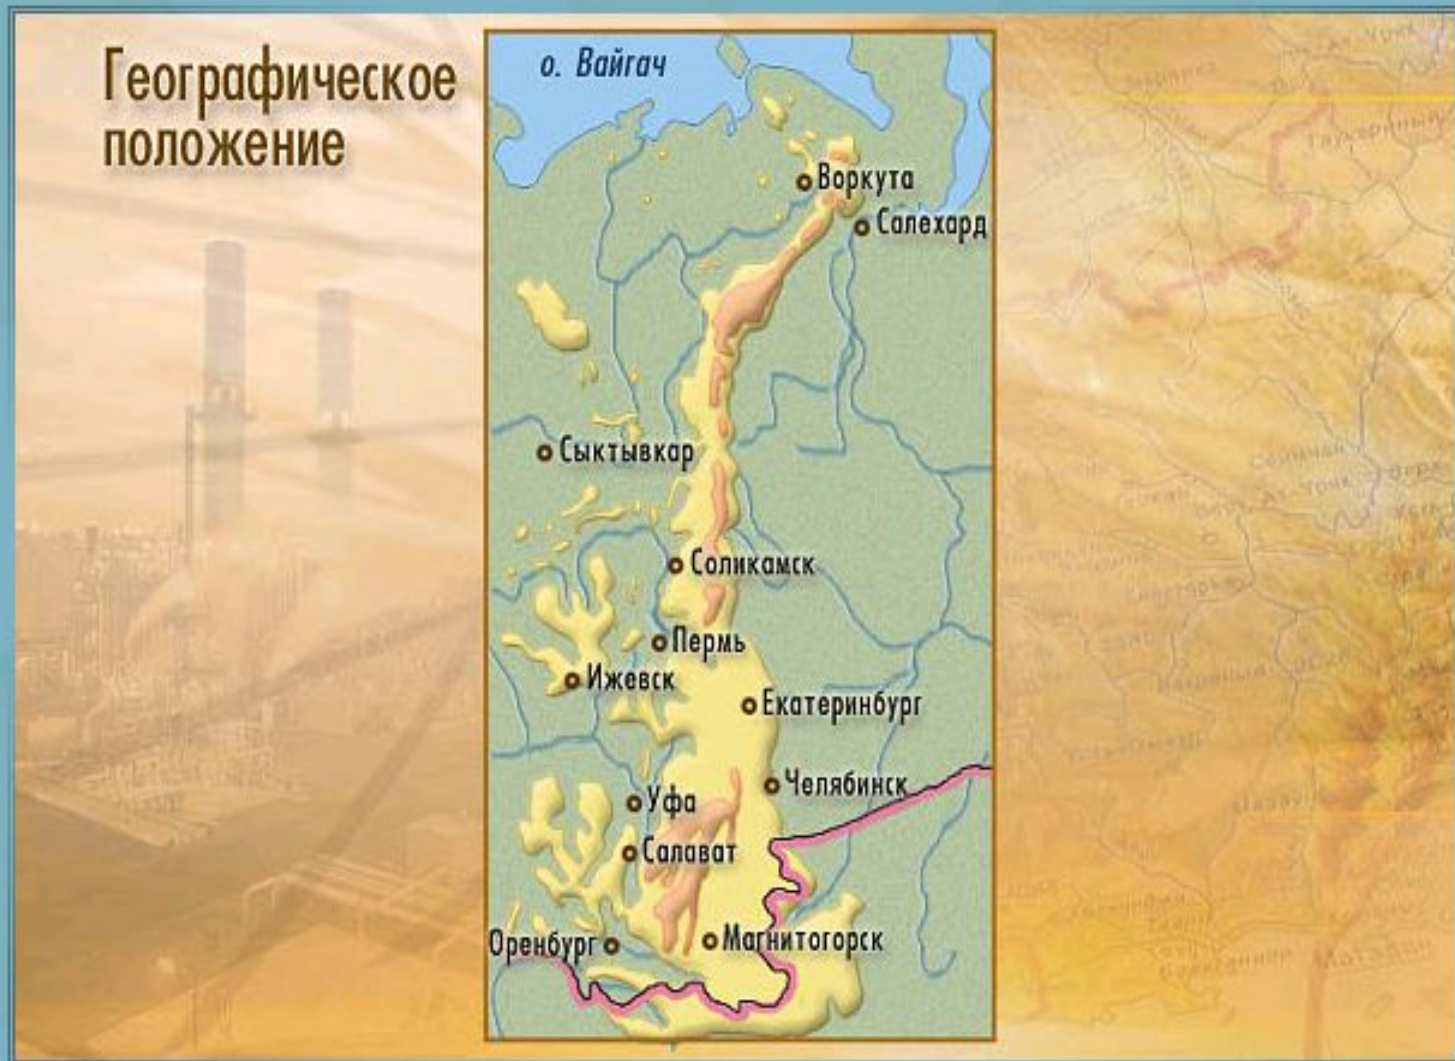 Географическое
положение
о. Вайгач
Воркута
Салехард
Сыктывкар
Соликамск
Пермь
Ижевск
Екатеринбург
Челябинск
Уфа
Салават
Оренбург
Магнитогорск